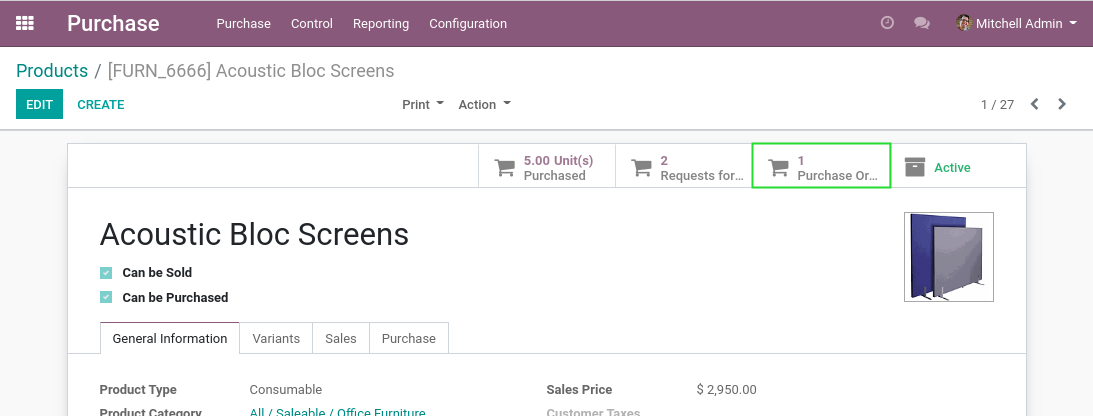 Purchase Purchase Control Reporting Configuration Mitchell Admin
Products / [FURN_6666] Acoustic Bloc Screens
EDIT CREATE Print Action 1 / 27
5.00 Unit(s) 2 1
Purchased Requests for... Purchase Or... Active
Acoustic Bloc Screens
Can be Sold
Can be Purchased
General Information Variants Sales Purchase
Product Type Consumable Sales Price $ 2,950.00
Product Category All / Saleable / Office Furniture Customer Taxes